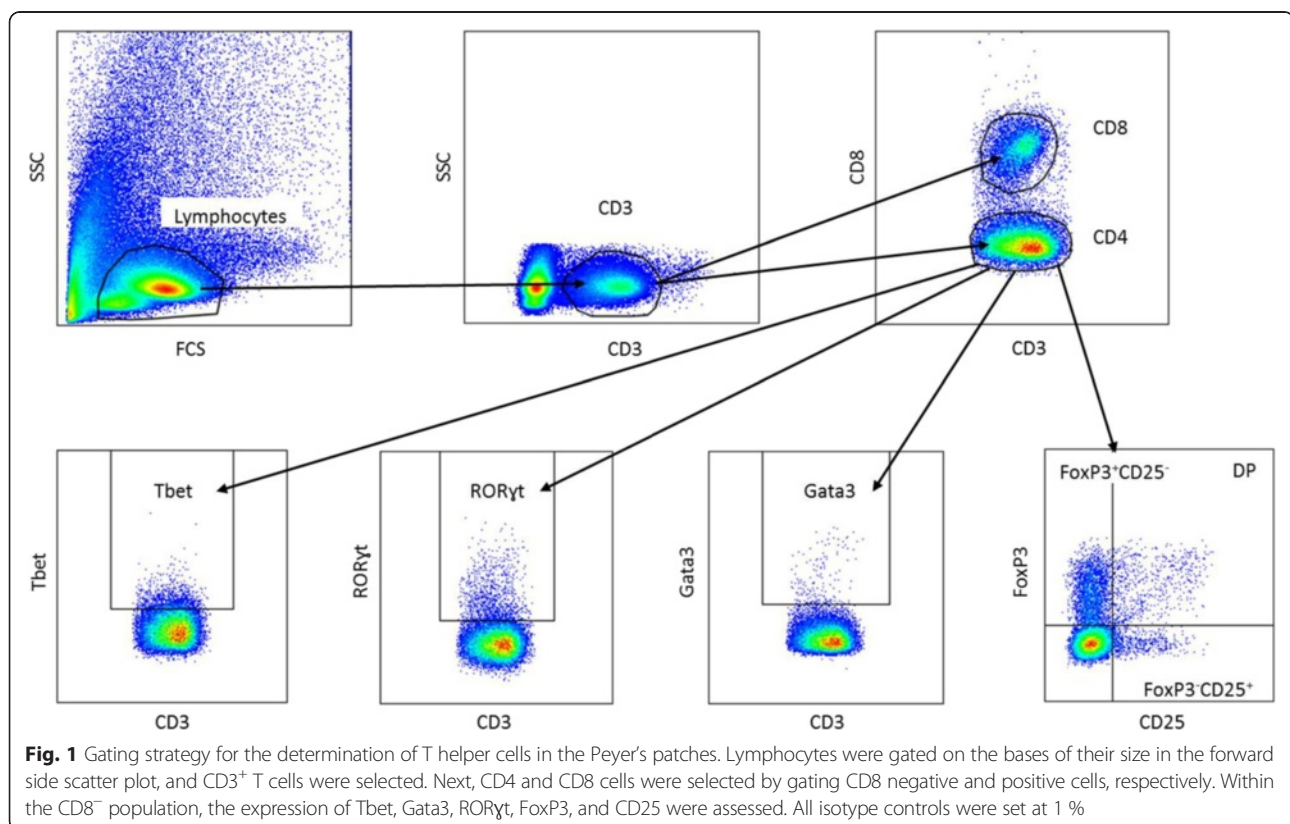 SSC
Lymphocytes
FCS
SSC
CD3
CD3
CD8
CD8
CD4
CD3
Tbet
Tbet
CD3
RORɣt
RORɣt
CD3
Gata3
Gata3
CD3
FoxP3⁺CD25⁻
DP
FoxP3
FoxP3⁻CD25⁺
CD25
Fig. 1 Gating strategy for the determination of T helper cells in the Peyer's patches. Lymphocytes were gated on the bases of their size in the forward
side scatter plot, and CD3⁺ T cells were selected. Next, CD4 and CD8 cells were selected by gating CD8 negative and positive cells, respectively. Within
the CD8⁻ population, the expression of Tbet, Gata3, RORɣt, FoxP3, and CD25 were assessed. All isotype controls were set at 1 %